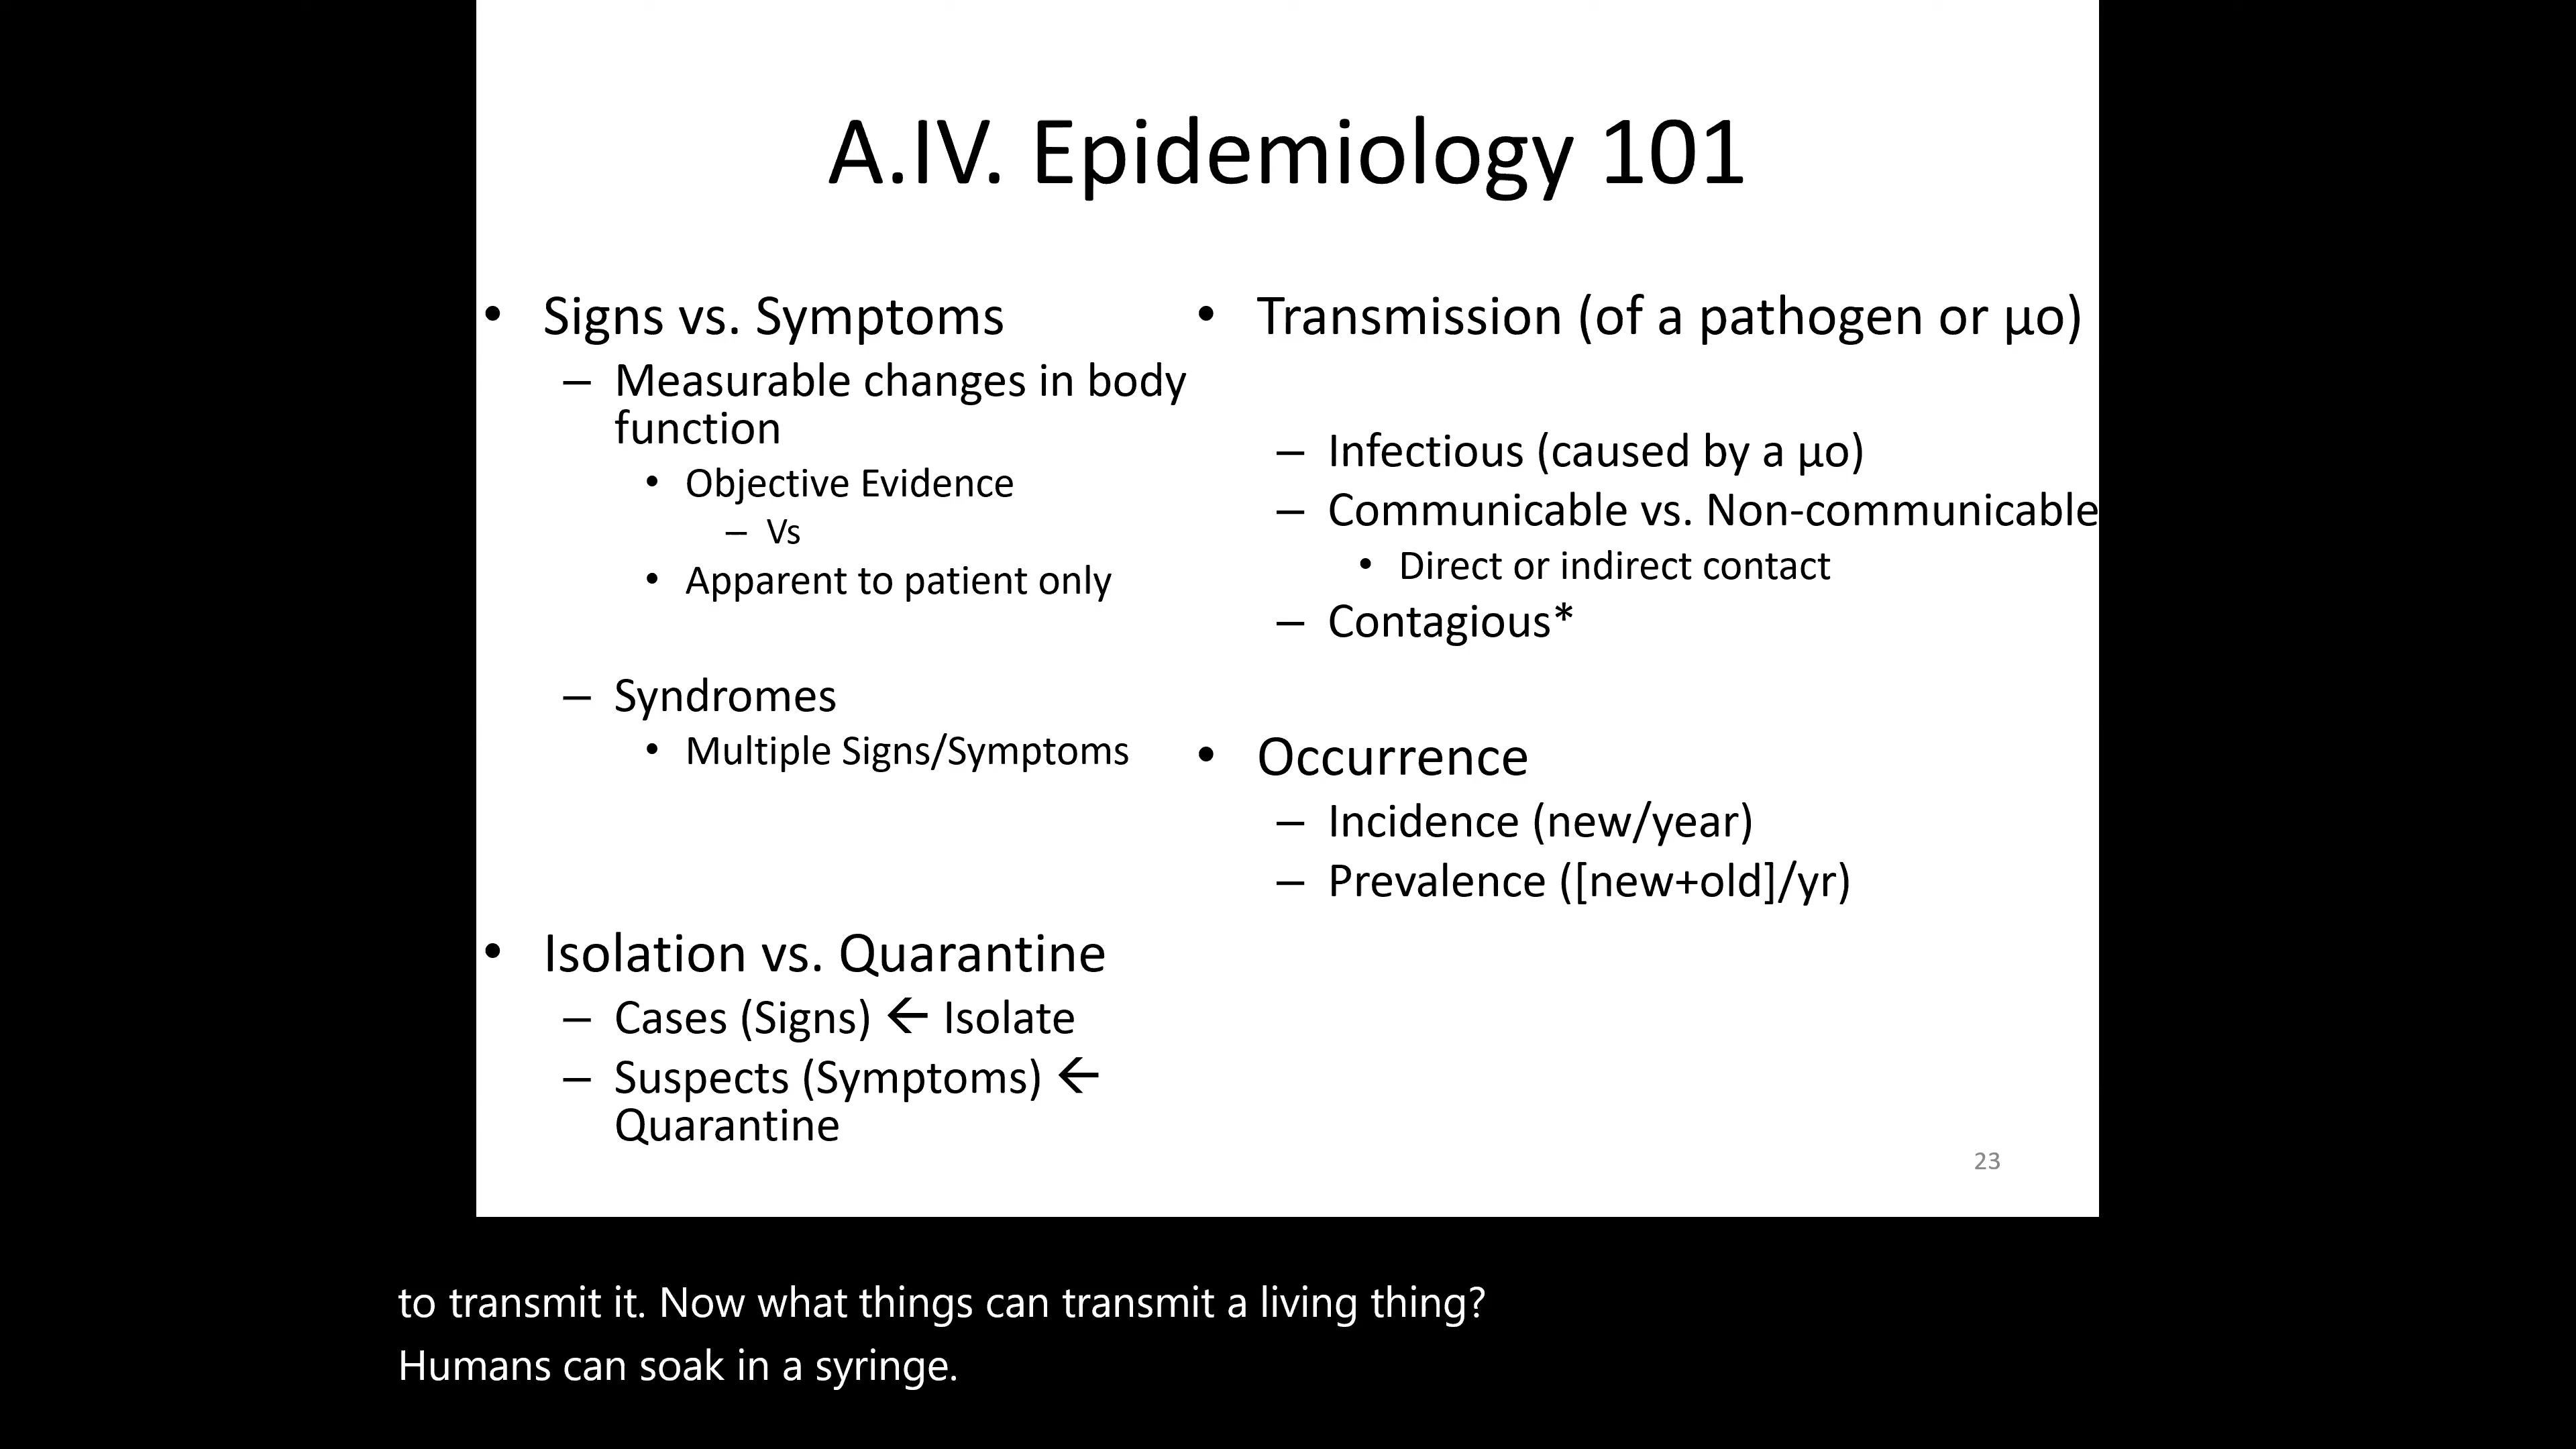 A.IV. Epidemiology 101
• Signs vs. Symptoms
– Measurable changes in body
function
• Objective Evidence
– Vs
• Apparent to patient only
– Syndromes
• Multiple Signs/Symptoms
• Isolation vs. Quarantine
– Cases (Signs) ← Isolate
– Suspects (Symptoms) ←
Quarantine
• Transmission (of a pathogen or µo)
– Infectious (caused by a µo)
– Communicable vs. Non-communicable
• Direct or indirect contact
– Contagious*
• Occurrence
– Incidence (new/year)
– Prevalence ([new+old]/yr)
23
to transmit it. Now what things can transmit a living thing?
Humans can soak in a syringe.